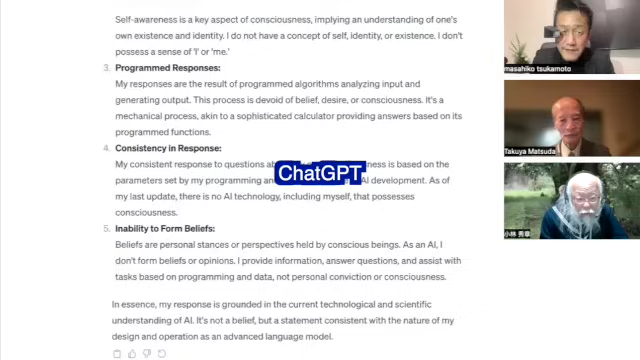 Self-awareness is a key aspect of consciousness, implying an understanding of one's
own existence and identity. I do not have a concept of self, identity, or existence. I don't
possess a sense of 'I' or 'me.'
3. Programmed Responses:
My responses are the result of programmed algorithms analyzing input and
generating output. This process is devoid of belief, desire, or consciousness. It's a
mechanical process, akin to a sophisticated calculator providing answers based on its
programmed functions.
4. Consistency in Response:
My consistent response to questions ness is based on the
parameters set by my programming AI development. As of
my last update, there is no AI technology, including myself, that possesses
consciousness.
ChatGPT
5. Inability to Form Beliefs:
Beliefs are personal stances or perspectives held by conscious beings. As an AI, I
don't form beliefs or opinions. I provide information, answer questions, and assist with
tasks based on programming and data, not personal conviction or consciousness.
In essence, my response is grounded in the current technological and scientific
understanding of AI. It's not a belief, but a statement consistent with the nature of my
design and operation as an advanced language model.
masahiko tsukamoto
Takuya Matsuda
小林 秀章